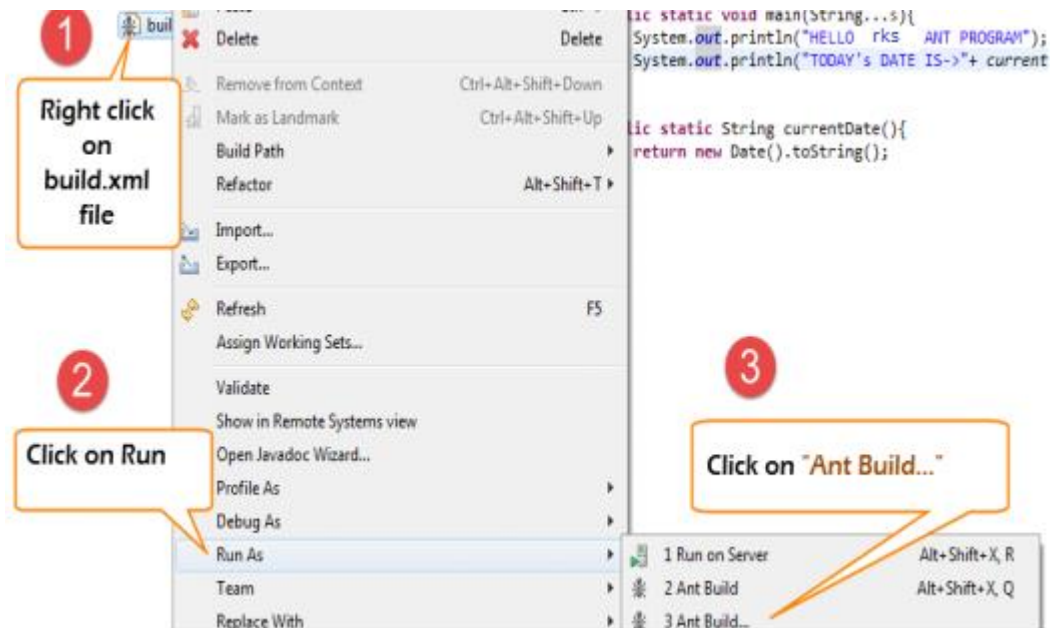 1
buil
Right click
on
build.xml
file
Delete Delete
Remove from Context Ctrl+Alt+Shift+Down
Mark as Landmark Ctrl+Alt+Shift+Up
Build Path
Refactor Alt+Shift+T
Import...
Export...
Refresh F5
Assign Working Sets...
2
Validate
Show in Remote Systems view
Click on Run
Open Javadoc Wizard...
Profile As
Debug As
Run As
Team
Replace With
lic static void main(String...s){
System.out.println("HELLO rks ANT PROGRAM");
System.out.println("TODAY's DATE IS->"+ current
lic static String currentDate(){
return new Date().toString();
3
Click on "Ant Build..."
1 Run on Server Alt+Shift+X, R
2 Ant Build Alt+Shift+X, Q
3 Ant Build...